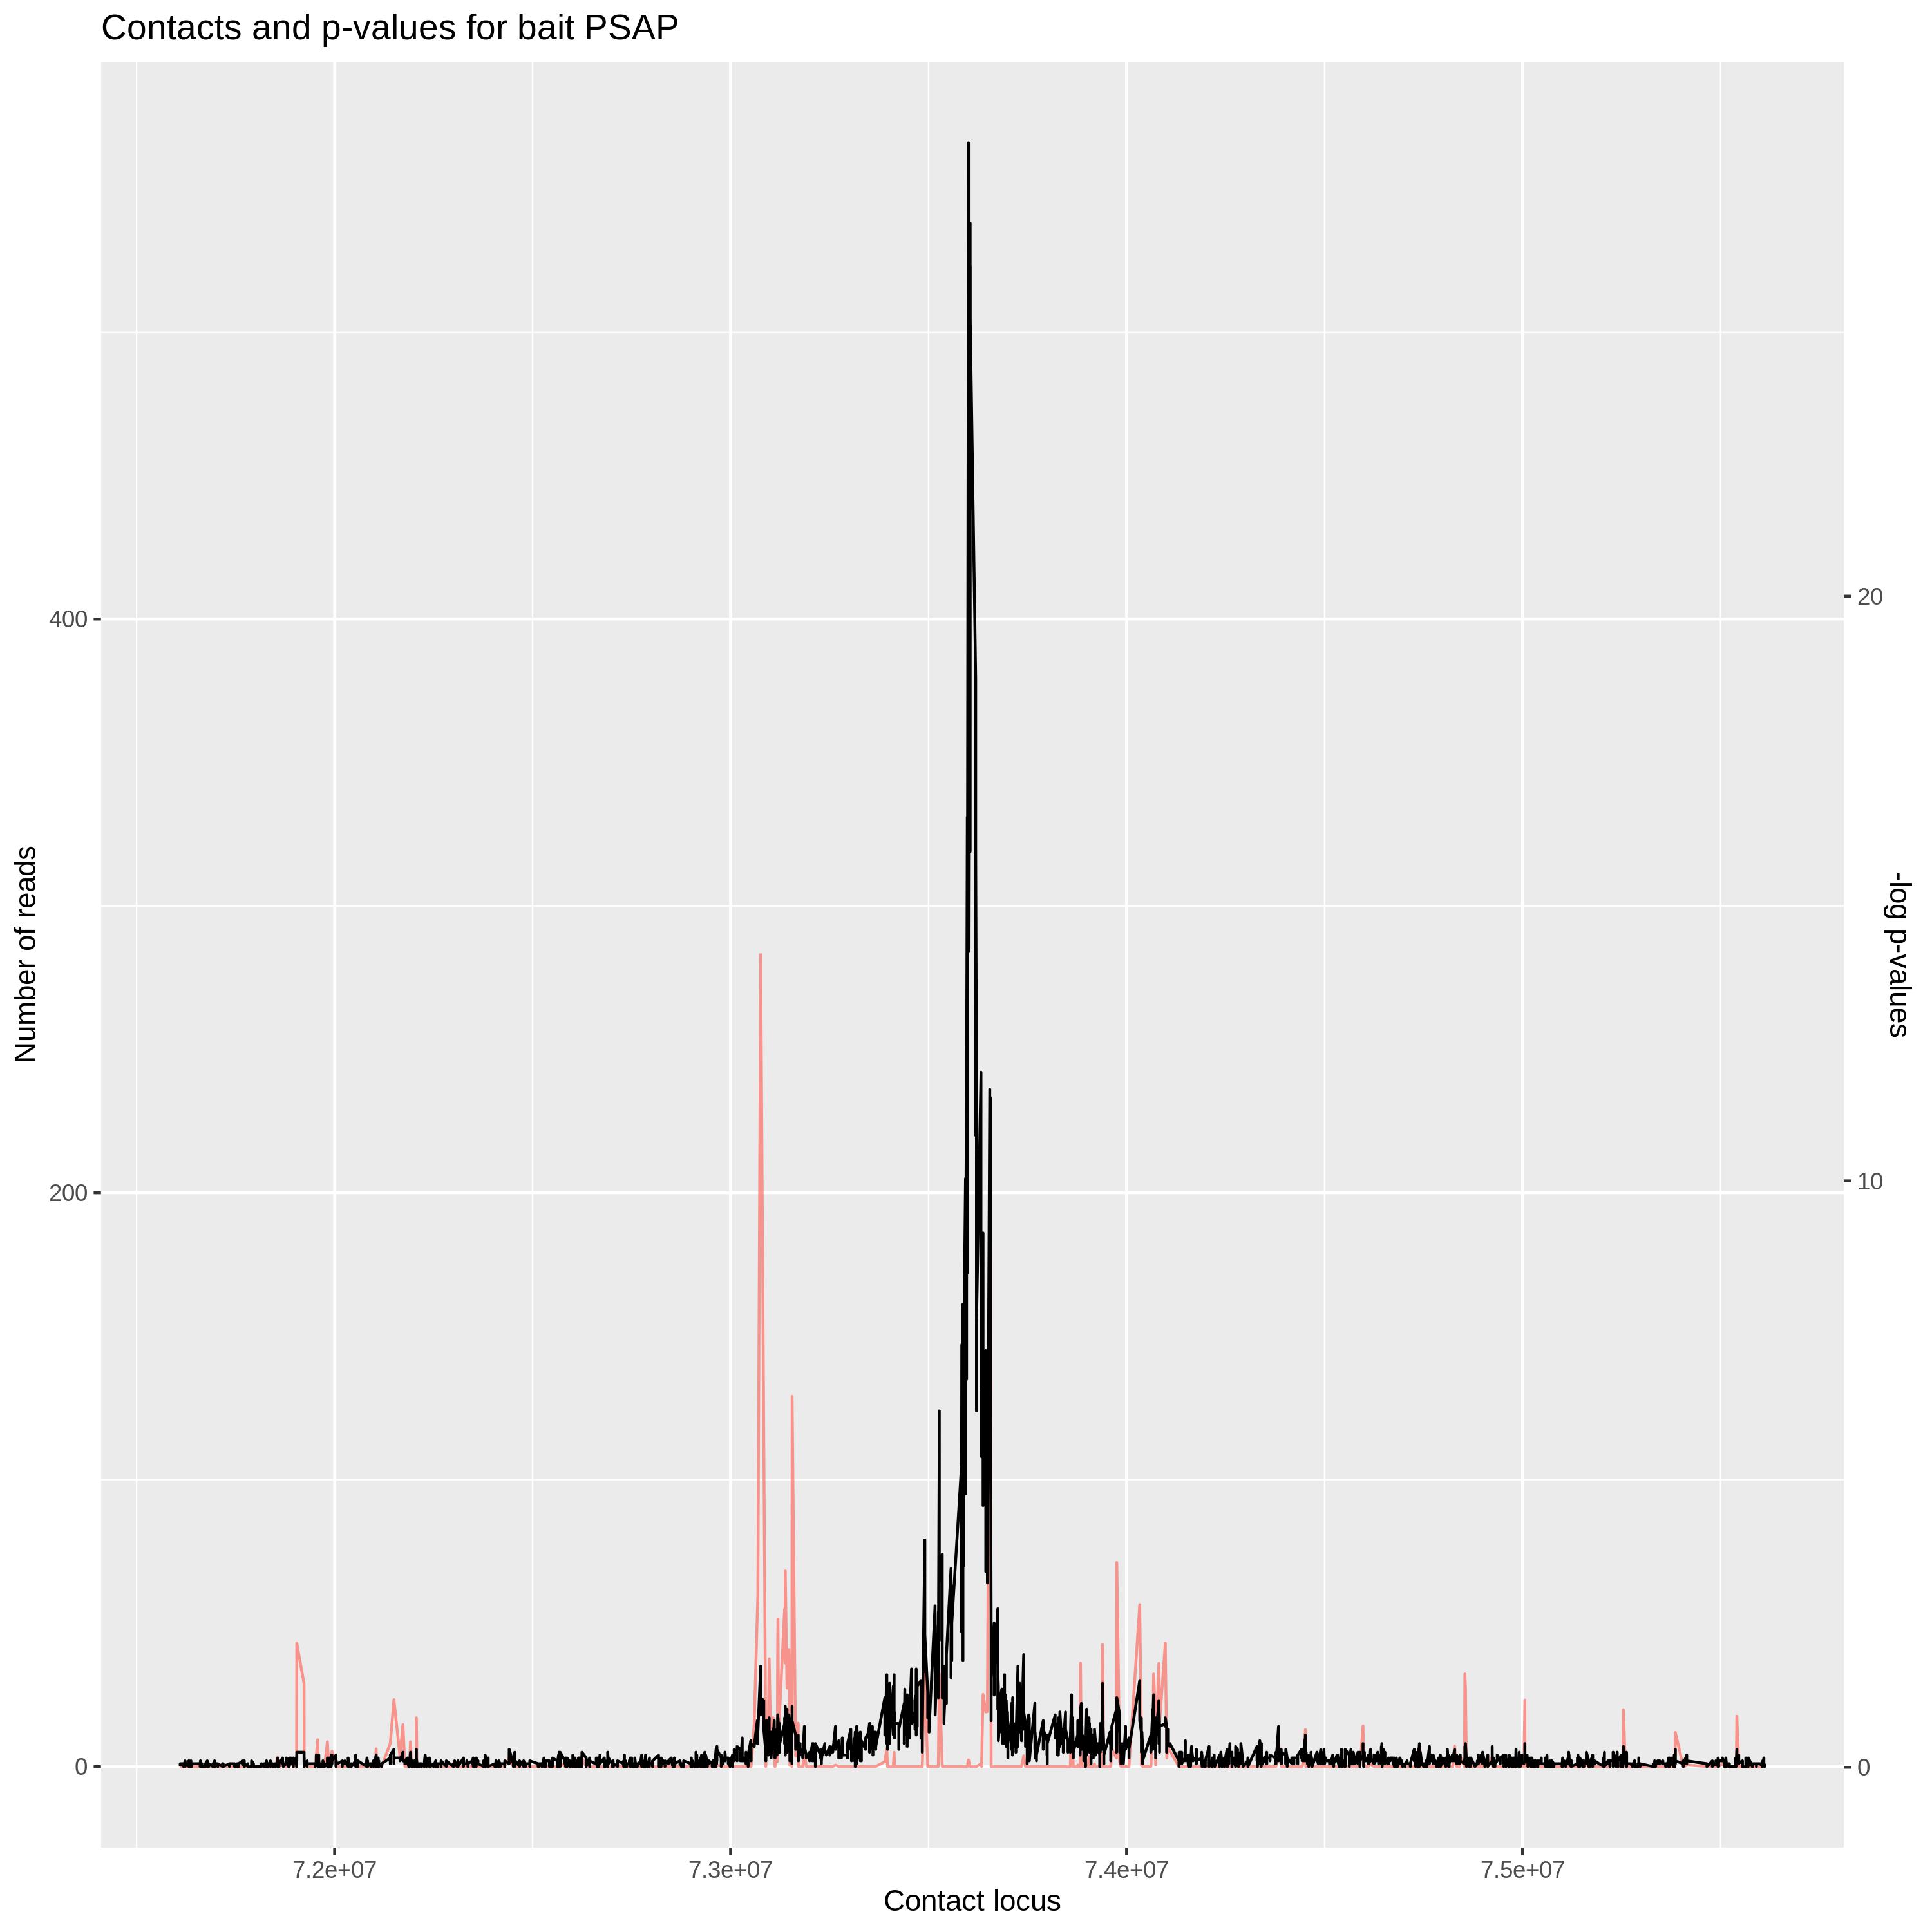 Contacts and p-values for bait PSAP
Number of reads
400
200
0
20
10
0
-log p-values
7.2e+07
7.3e+07
7.4e+07
7.5e+07
Contact locus